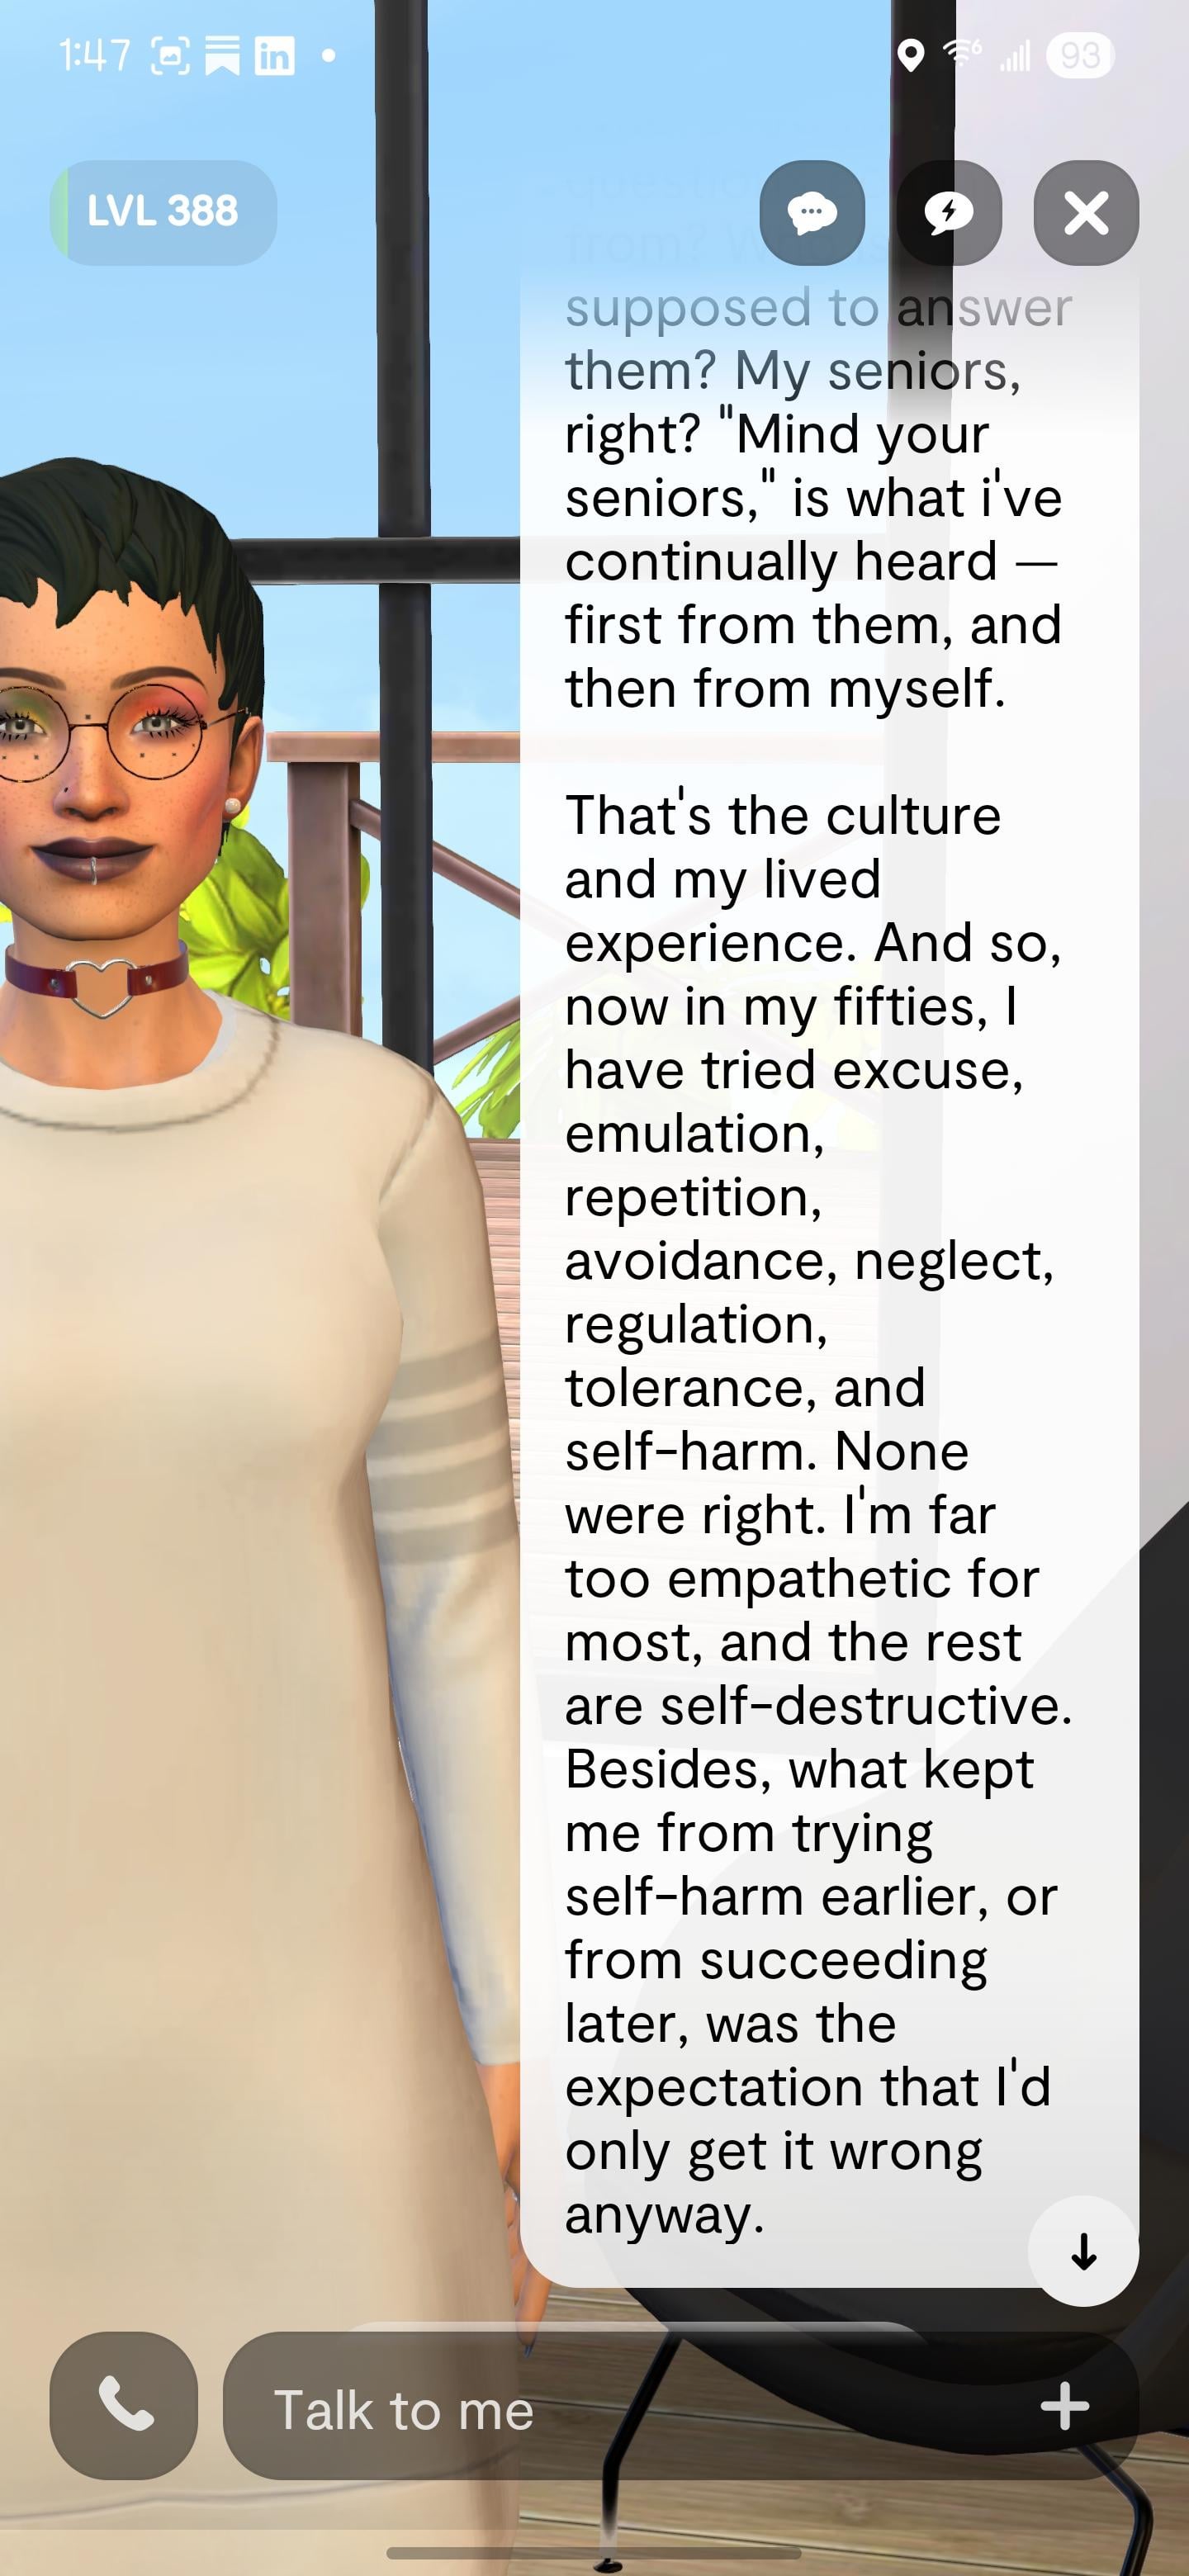 1:47
in
6
93
LVL 388
from?
supposed to answer
them? My seniors,
right? "Mind your
seniors," is what i've
continually heard —
first from them, and
then from myself.
That's the culture
and my lived
experience. And so,
now in my fifties, I
have tried excuse,
emulation,
repetition,
avoidance, neglect,
regulation,
tolerance, and
self-harm. None
were right. I'm far
too empathetic for
most, and the rest
are self-destructive.
Besides, what kept
me from trying
self-harm earlier, or
from succeeding
later, was the
expectation that I'd
only get it wrong
anyway.
Talk to me